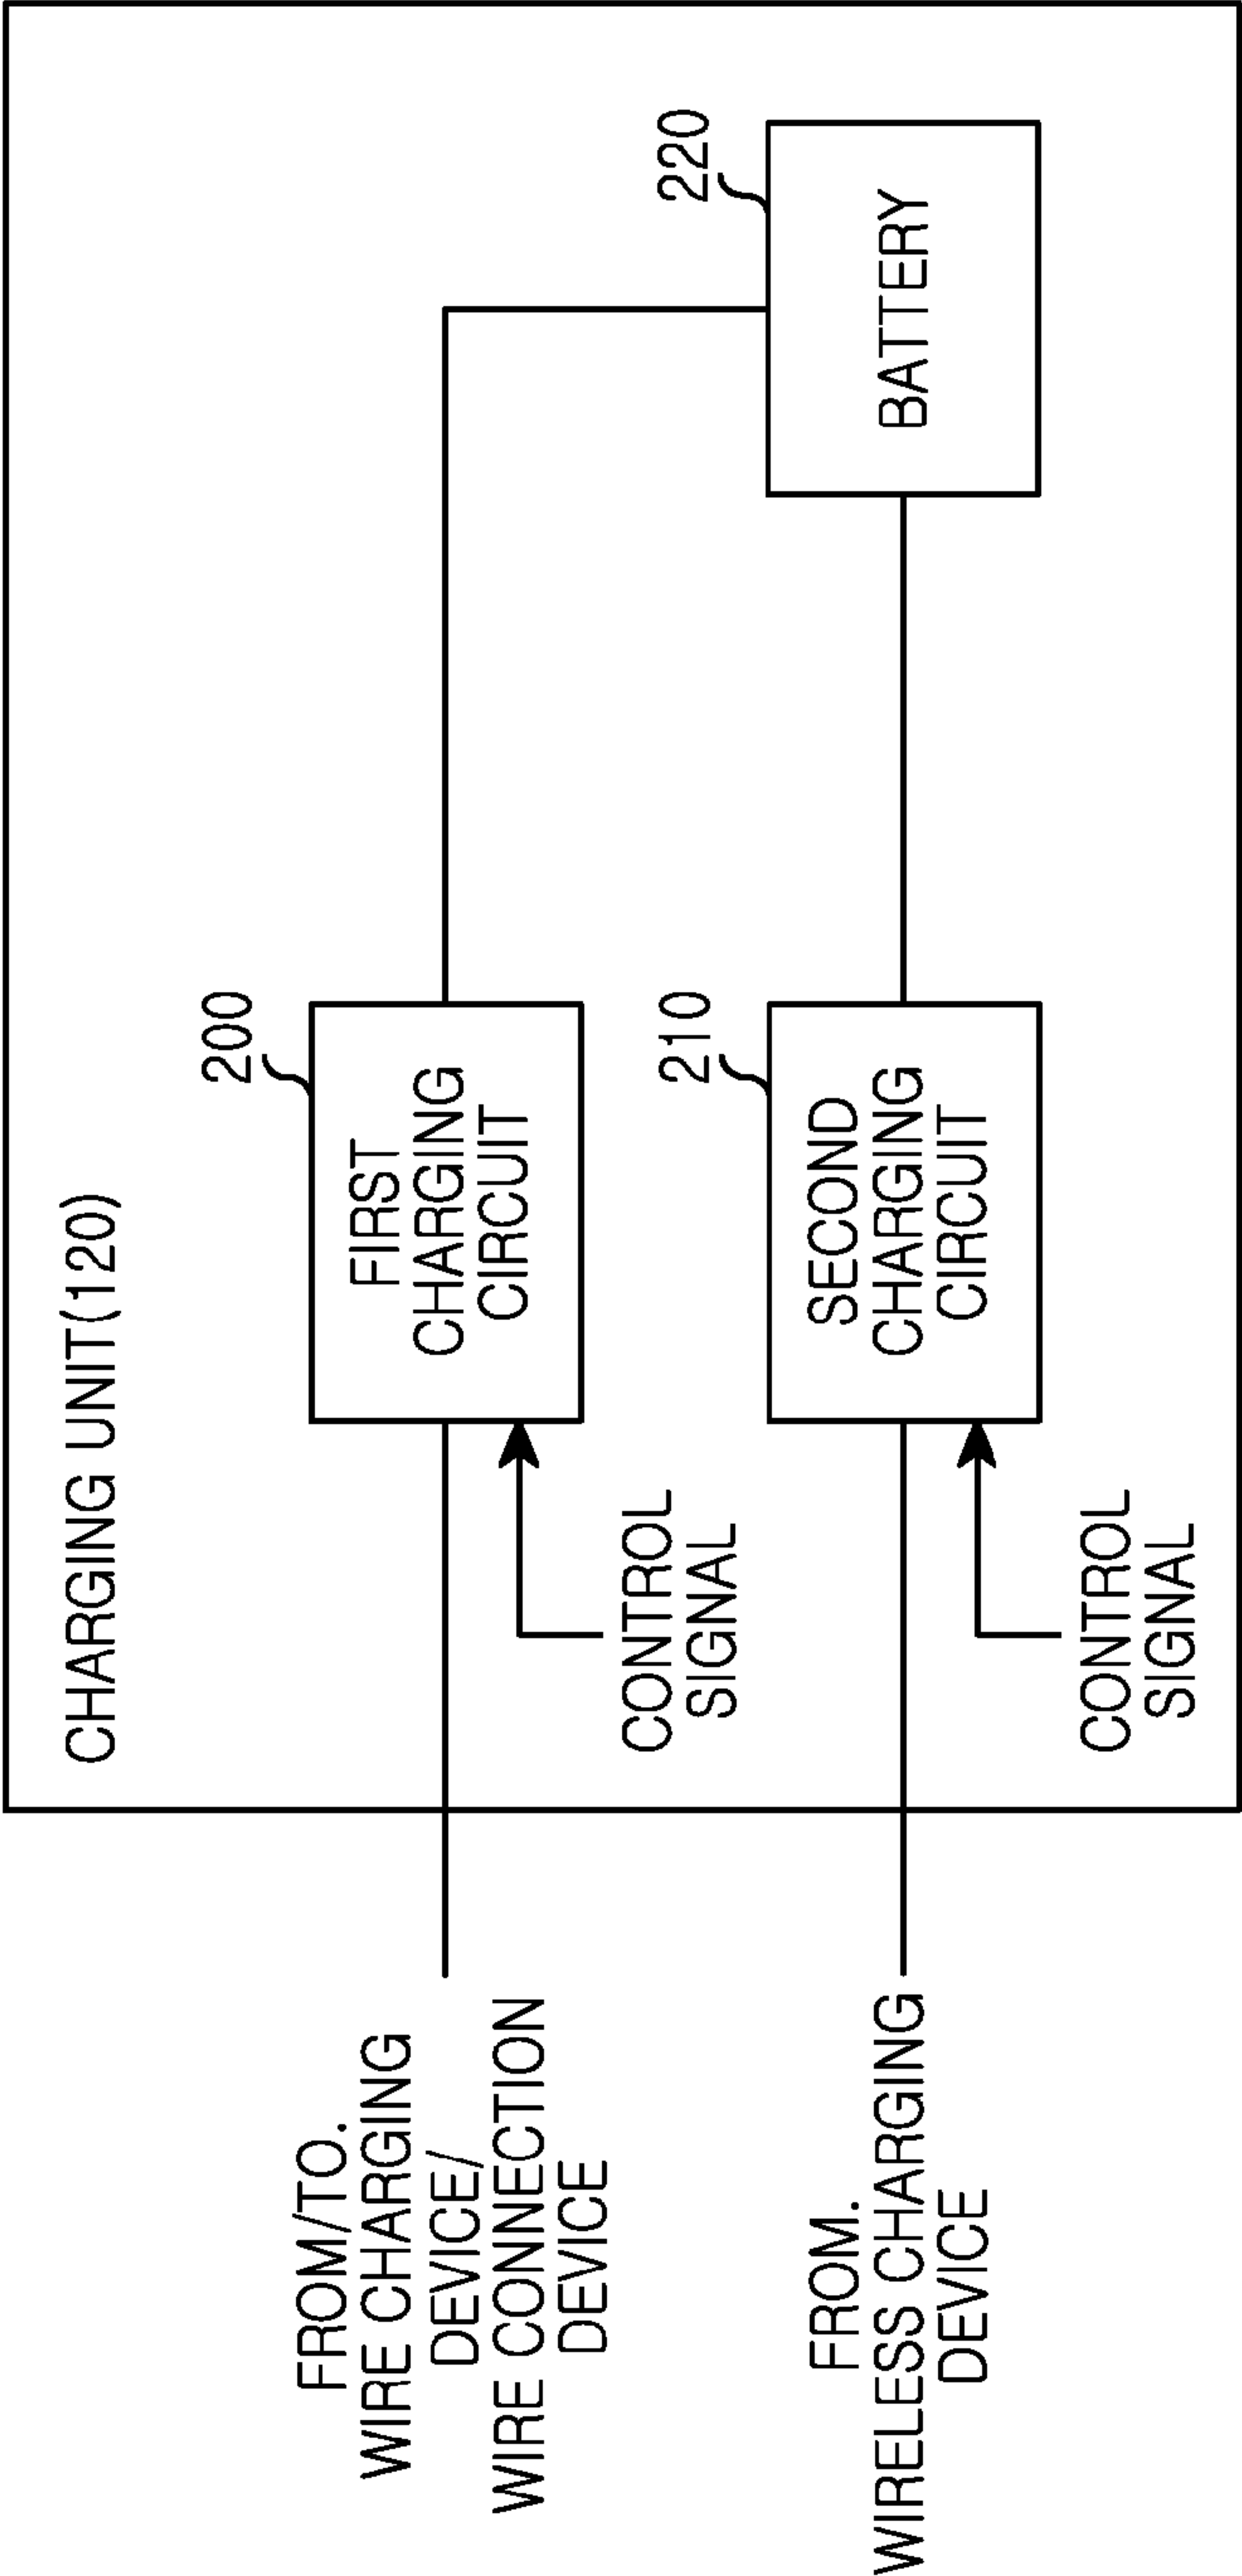 CHARGING UNIT(120)
200
FIRST
CHARGING
CIRCUIT
FROM/TO.
WIRE CHARGING
DEVICE/
WIRE CONNECTION
DEVICE
CONTROL
SIGNAL
210
220
SECOND
CHARGING
CIRCUIT
BATTERY
FROM.
WIRELESS CHARGING
DEVICE
CONTROL
SIGNAL